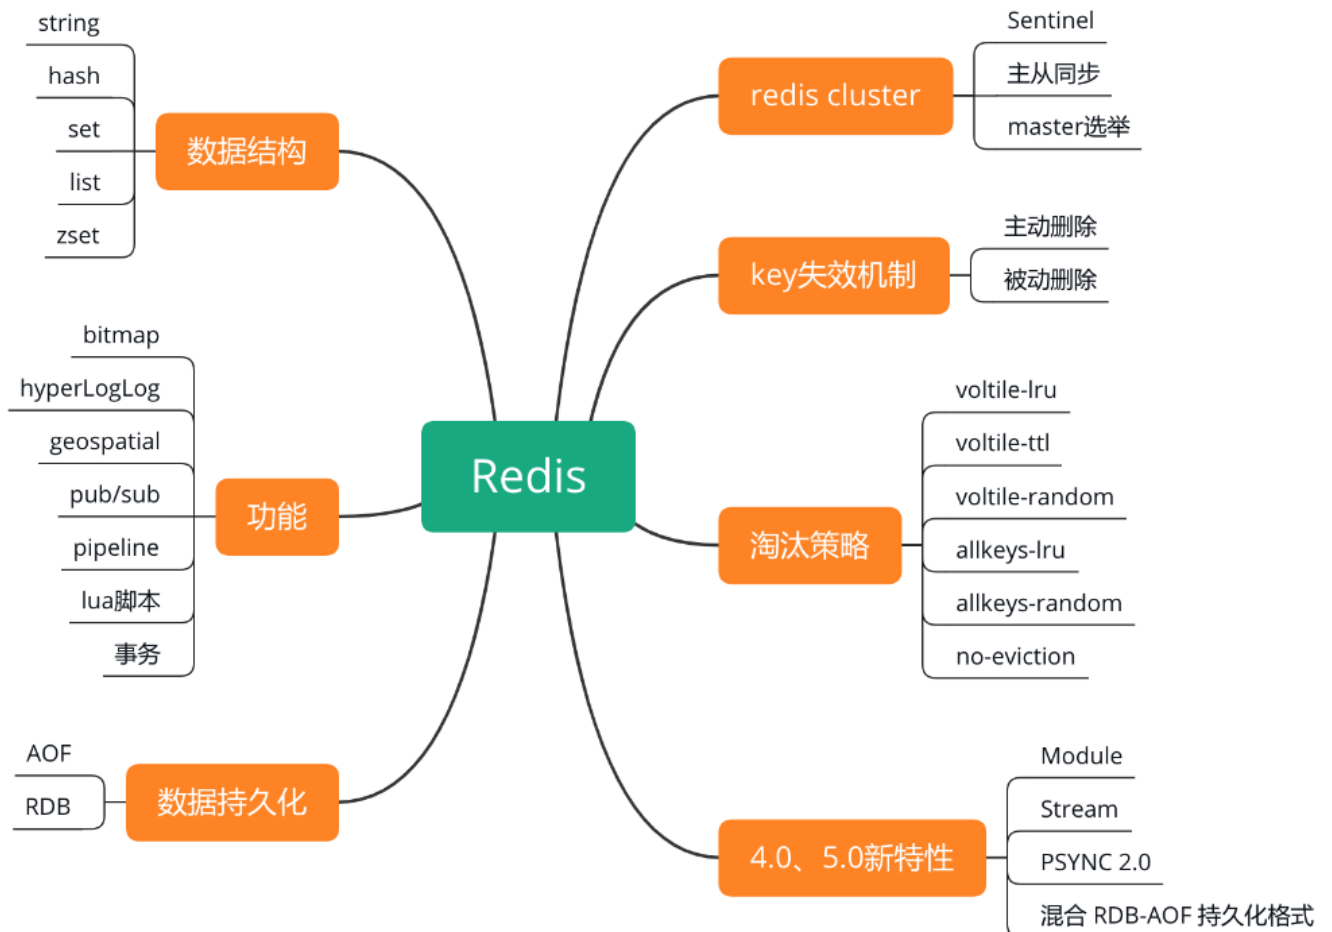 Redis
数据结构
string
hash
set
list
zset
功能
bitmap
hyperLogLog
geospatial
pub/sub
pipeline
lua脚本
事务
数据持久化
AOF
RDB
redis cluster
Sentinel
主从同步
master选举
key失效机制
主动删除
被动删除
淘汰策略
voltile-lru
voltile-ttl
voltile-random
allkeys-lru
allkeys-random
no-eviction
4.0、5.0新特性
Module
Stream
PSYNC 2.0
混合 RDB-AOF 持久化格式